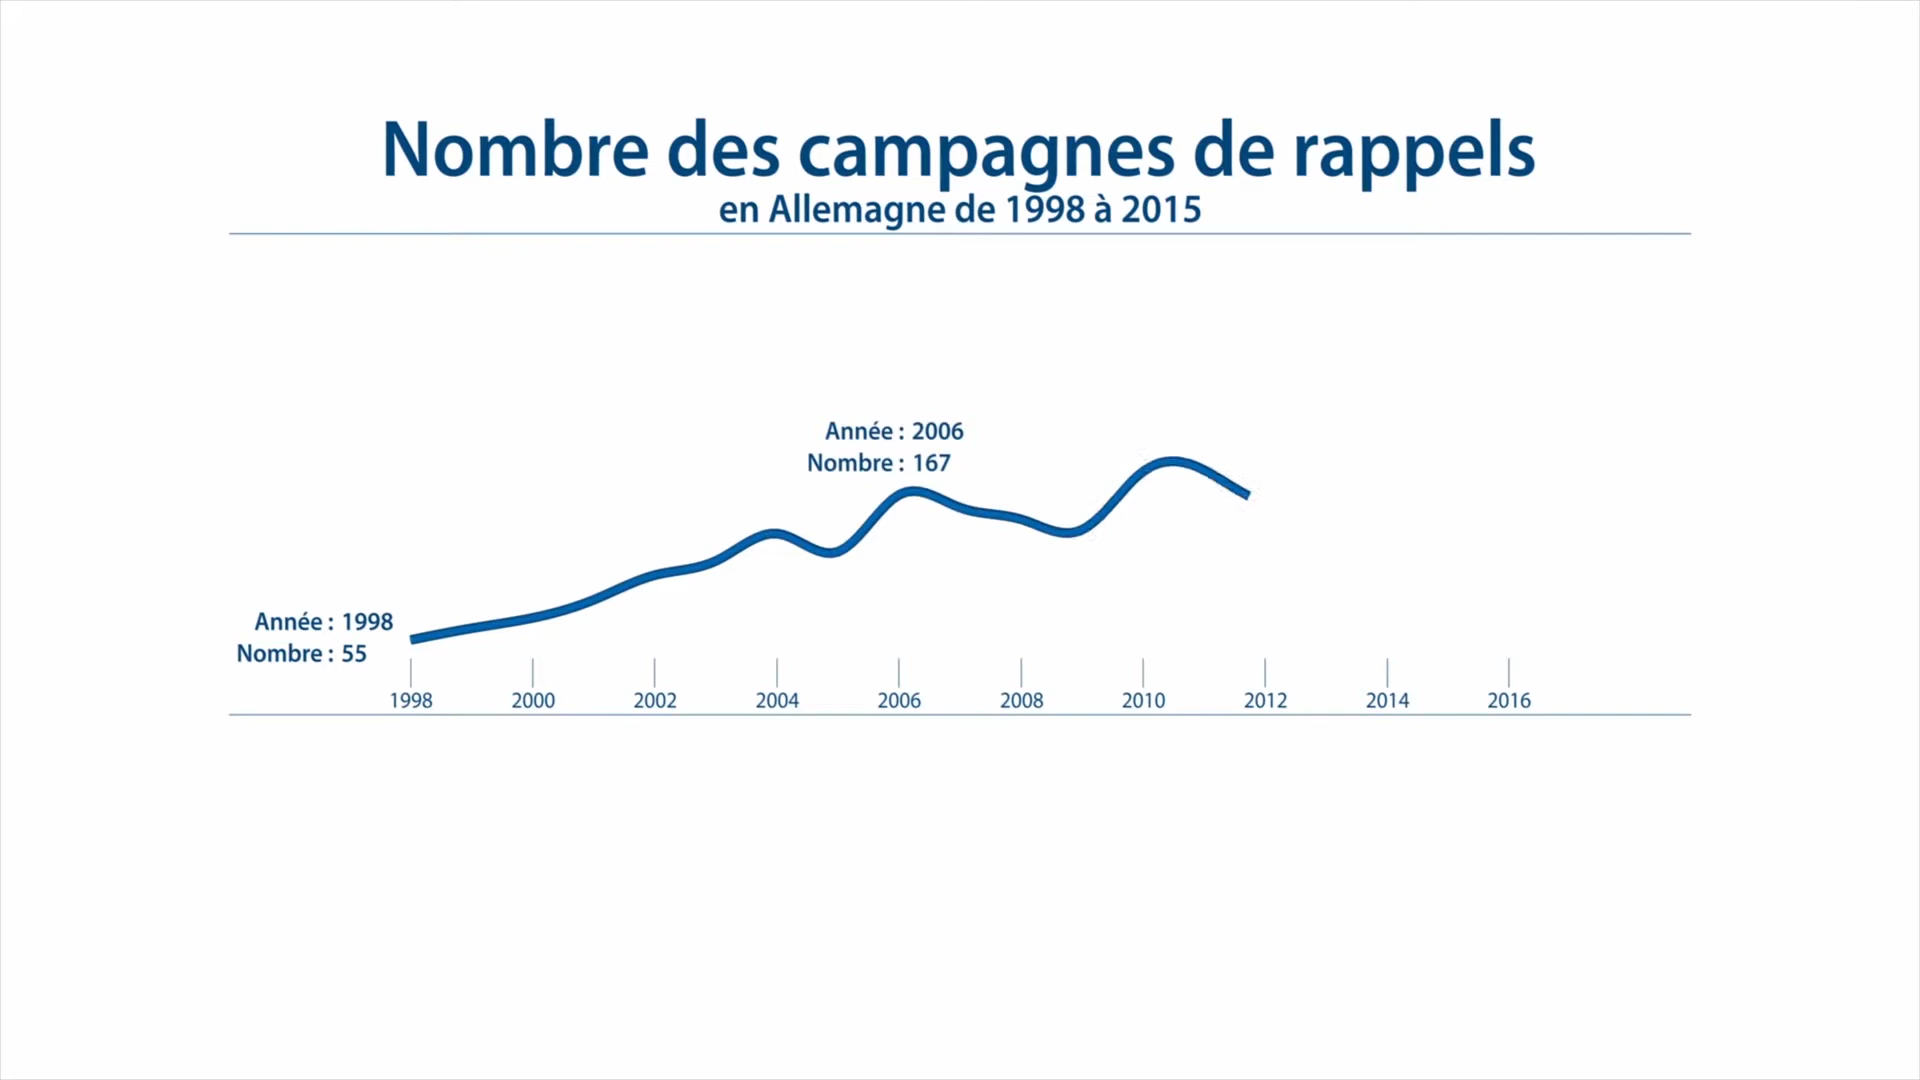 Nombre des campagnes de rappels
en Allemagne de 1998 à 2015
Année : 2006
Nombre : 167
Année : 1998
Nombre : 55
1998 2000 2002 2004 2006 2008 2010 2012 2014 2016